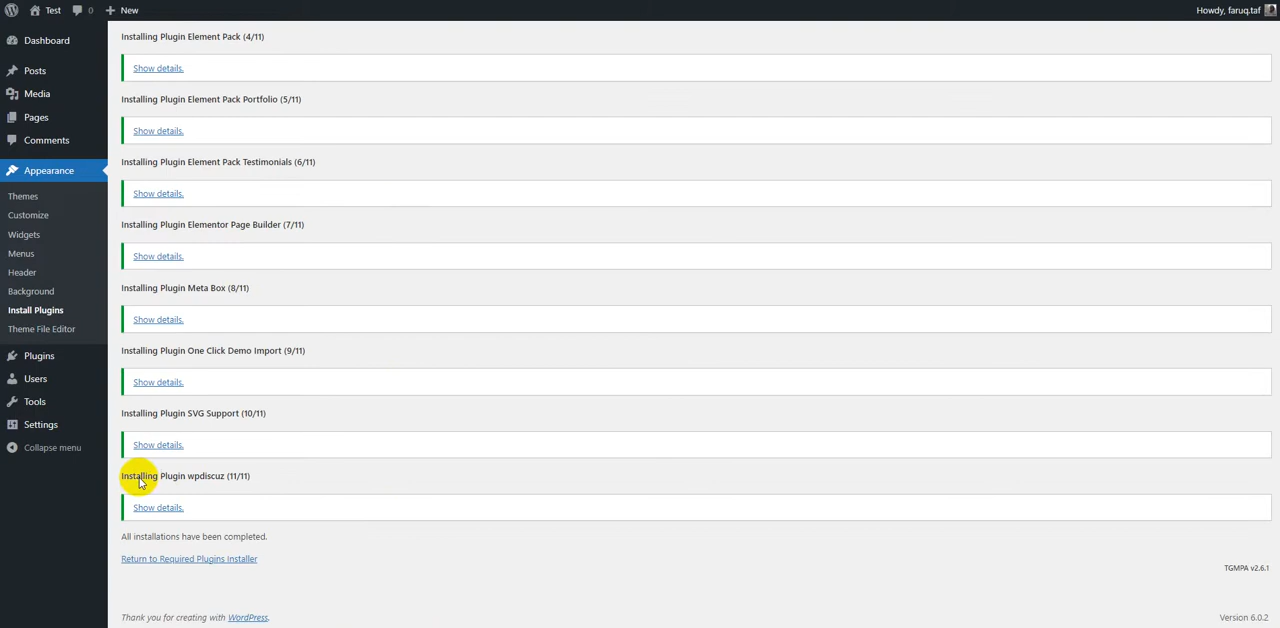 Test
0
New
Howdy, faruq.taf
Dashboard
Posts
Media
Pages
Comments
Appearance
Themes
Customize
Widgets
Menus
Header
Background
Install Plugins
Theme File Editor
Plugins
Users
Tools
Settings
Collapse menu
Installing Plugin Element Pack (4/11)
Show details.
Installing Plugin Element Pack Portfolio (5/11)
Show details.
Installing Plugin Element Pack Testimonials (6/11)
Show details.
Installing Plugin Elementor Page Builder (7/11)
Show details.
Installing Plugin Meta Box (8/11)
Show details.
Installing Plugin One Click Demo Import (9/11)
Show details.
Installing Plugin SVG Support (10/11)
Show details.
Installing Plugin wpdiscuz (11/11)
Show details.
All installations have been completed.
Return to Required Plugins Installer
TGMPA v2.6.1
Thank you for creating with WordPress.
Version 6.0.2